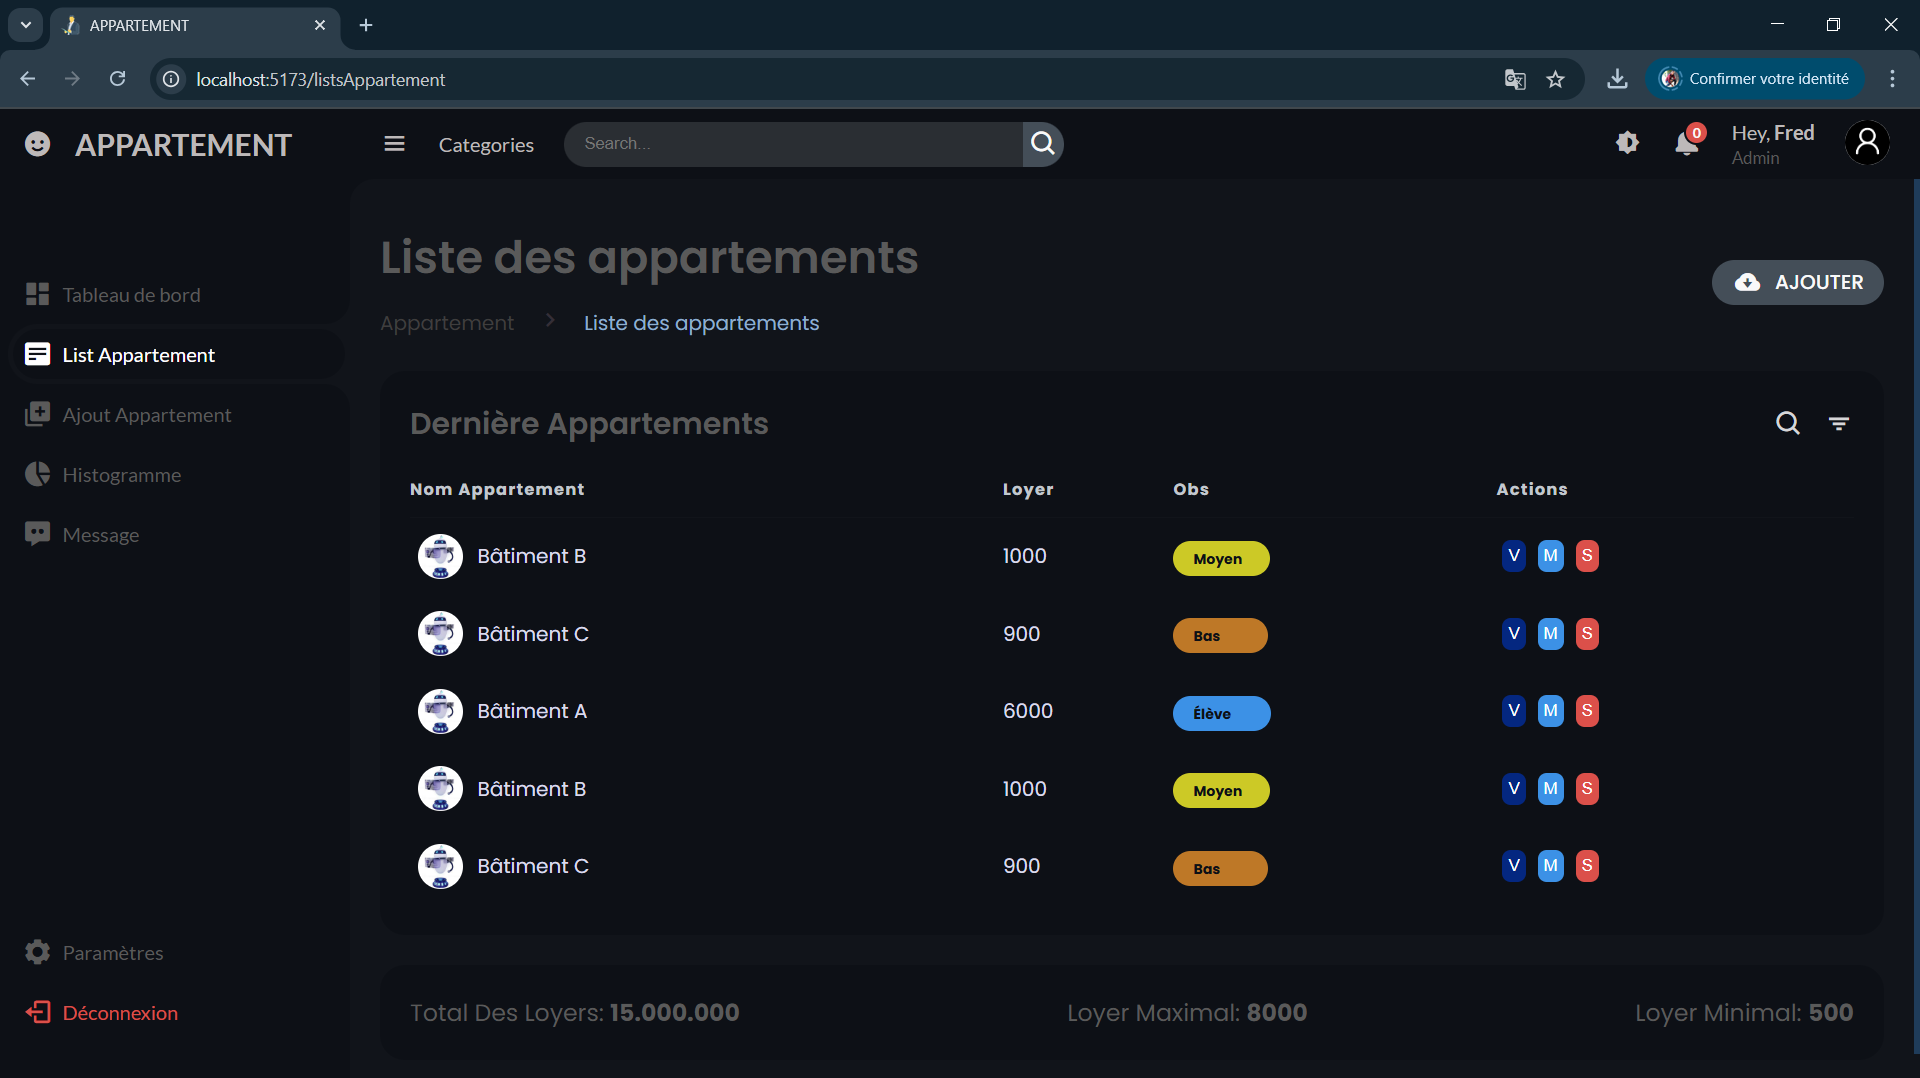 APPARTEMENT
localhost:5173/listsAppartement
Confirmer votre identité
APPARTEMENT
Categories
Search...
0
Hey, Fred
Admin
Tableau de bord
List Appartement
Ajout Appartement
Histogramme
Message
Paramètres
Déconnexion
Liste des appartements
Appartement
Liste des appartements
AJOUTER
Dernière Appartements
Nom Appartement Loyer Obs Actions
Bâtiment B 1000 Moyen V M S
Bâtiment C 900 Bas V M S
Bâtiment A 6000 Élève V M S
Bâtiment B 1000 Moyen V M S
Bâtiment C 900 Bas V M S
Total Des Loyers: 15.000.000
Loyer Maximal: 8000
Loyer Minimal: 500